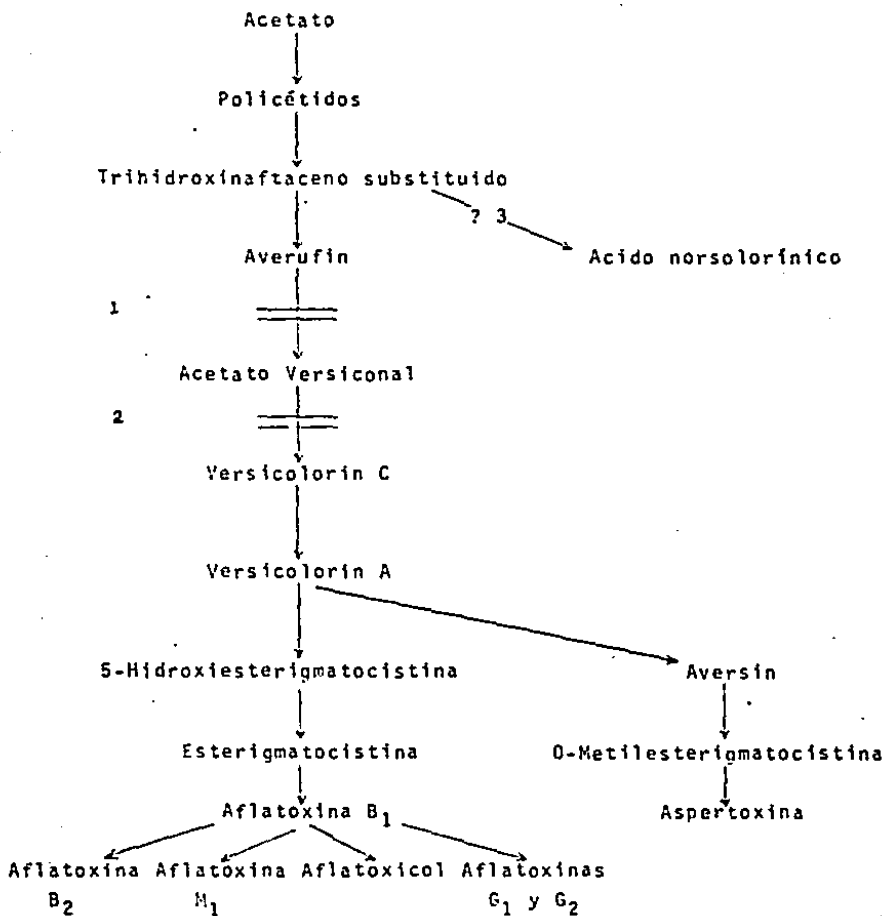 Acetato
Policétidos
Trihidroxinaftaceno substituido
? 3
Averufin
Acido norsolorínico
1
Acetato Versiconal
2
Versicolorin C
Versicolorin A
5-Hidroxiesterigmatocistina
Aversin
Esterigmatocistina
O-Metilesterigmatocistina
Aflatoxina B1
Aspertoxina
Aflatoxina Aflatoxina Aflatoxicol Aflatoxinas
B2 M1 G1 y G2